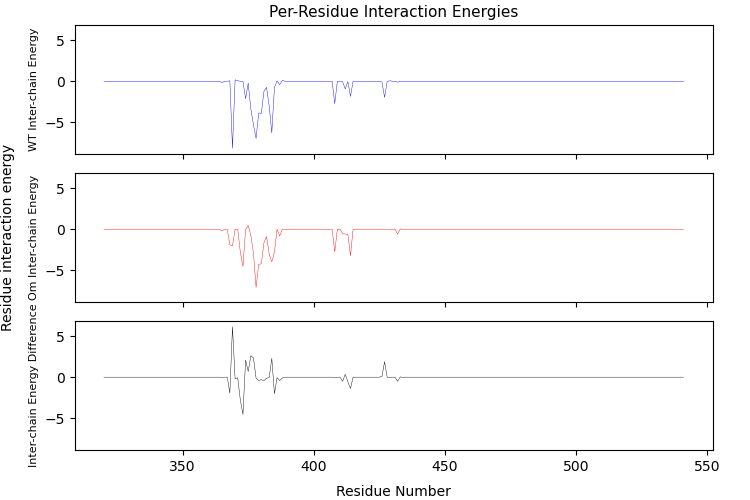 Per-Residue Interaction Energies
Residue interaction energy
WT Inter-chain Energy
5
0
−5
Om Inter-chain Energy
5
0
−5
Inter-chain Energy Difference
5
0
−5
350
400
450
500
550
Residue Number